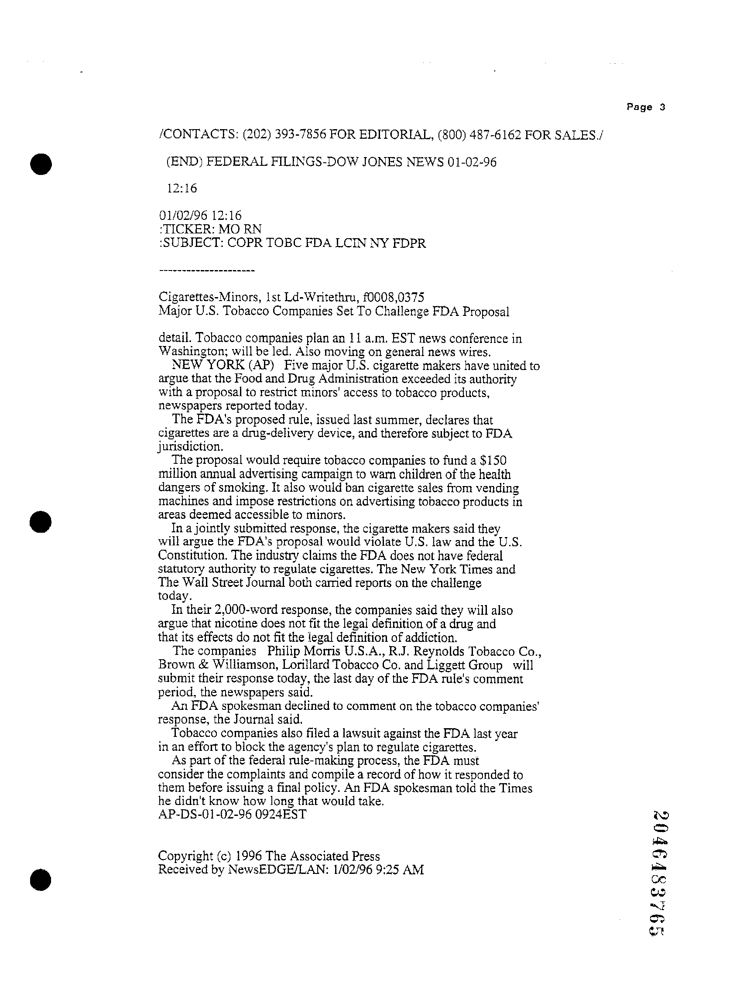 Page 3
/CONTACTS: (202) 393-7856 FOR EDITORIAL, (800) 487-6162 FOR SALES./
(END) FEDERAL FILINGS-DOW JONES NEWS 01-02-96
12:16
01/02/96 12:16
:TICKER: MO RN
:SUBJECT: COPR TOBC FDA LCIN NY FDPR
---------------------
Cigarettes-Minors, 1st Ld-Writethru, f0008,0375
Major U.S. Tobacco Companies Set To Challenge FDA Proposal
detail. Tobacco companies plan an 11 a.m. EST news conference in
Washington; will be led. Also moving on general news wires.
NEW YORK (AP) Five major U.S. cigarette makers have united to
argue that the Food and Drug Administration exceeded its authority
with a proposal to restrict minors' access to tobacco products,
newspapers reported today.
The FDA's proposed rule, issued last summer, declares that
cigarettes are a drug-delivery device, and therefore subject to FDA
jurisdiction.
The proposal would require tobacco companies to fund a $150
million annual advertising campaign to warn children of the health
dangers of smoking. It also would ban cigarette sales from vending
machines and impose restrictions on advertising tobacco products in
areas deemed accessible to minors.
In a jointly submitted response, the cigarette makers said they
will argue the FDA's proposal would violate U.S. law and the U.S.
Constitution. The industry claims the FDA does not have federal
statutory authority to regulate cigarettes. The New York Times and
The Wall Street Journal both carried reports on the challenge
today.
In their 2,000-word response, the companies said they will also
argue that nicotine does not fit the legal definition of a drug and
that its effects do not fit the legal definition of addiction.
The companies Philip Morris U.S.A., R.J. Reynolds Tobacco Co.,
Brown & Williamson, Lorillard Tobacco Co. and Liggett Group will
submit their response today, the last day of the FDA rule's comment
period, the newspapers said.
An FDA spokesman declined to comment on the tobacco companies'
response, the Journal said.
Tobacco companies also filed a lawsuit against the FDA last year
in an effort to block the agency's plan to regulate cigarettes.
As part of the federal rule-making process, the FDA must
consider the complaints and compile a record of how it responded to
them before issuing a final policy. An FDA spokesman told the Times
he didn't know how long that would take.
AP-DS-01-02-96 0924EST
Copyright (c) 1996 The Associated Press
Received by NewsEDGE/LAN: 1/02/96 9:25 AM
2046483765